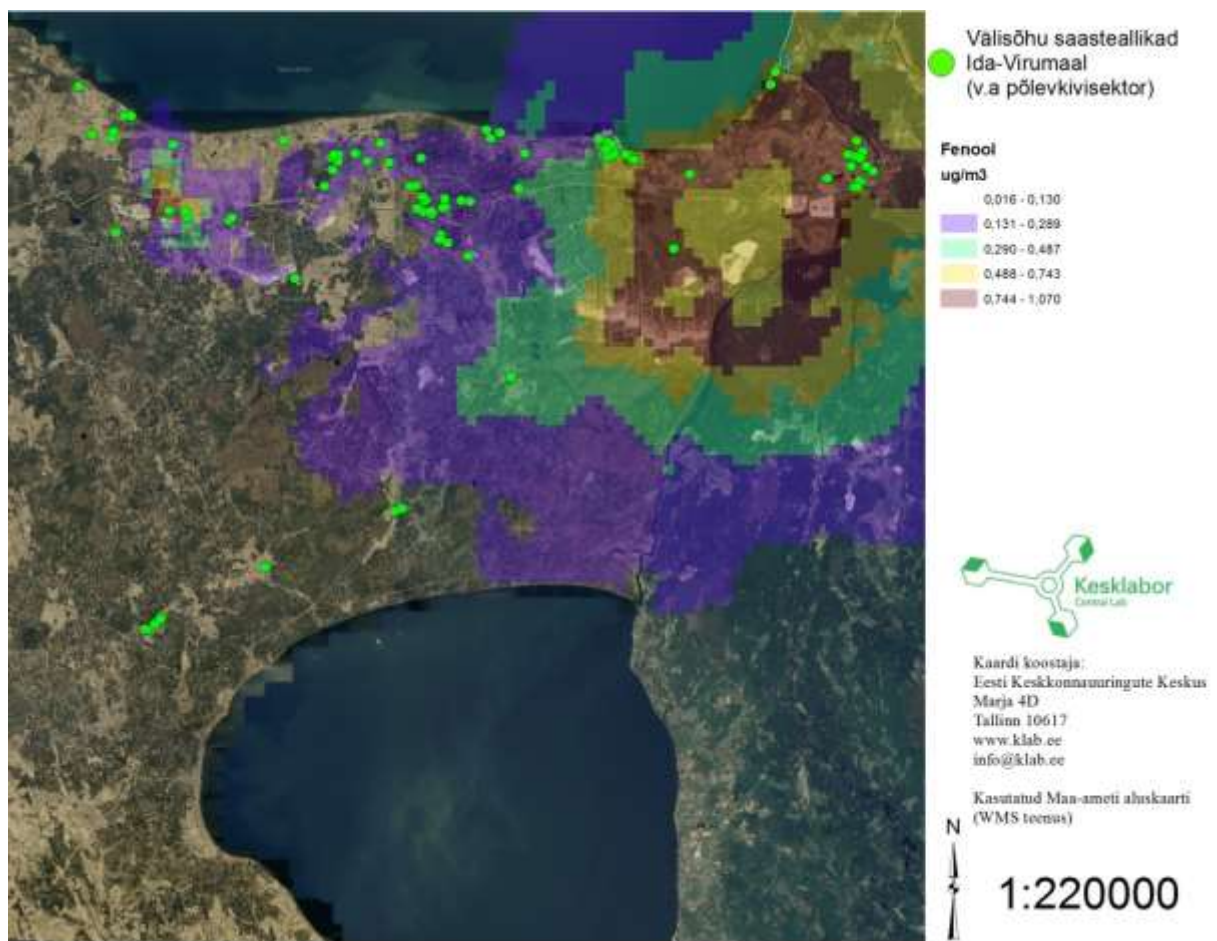 Välisõhu saasteallikad
Ida-Virumaal
(v.a põlevkivisektor)
Fenool
ug/m3
0,016 - 0,130
0,131 - 0,289
0,290 - 0,487
0,488 - 0,743
0,744 - 1,070
Kesklabor
Central Lab
Kaardi koostaja:
Eesti Keskkonnauuringute Keskus
Marja 4D
Tallinn 10617
www.klab.ee
info@klab.ee
Kasutatud Maa-ameti aluskaarti
(WMS teenus)
N
1:220000